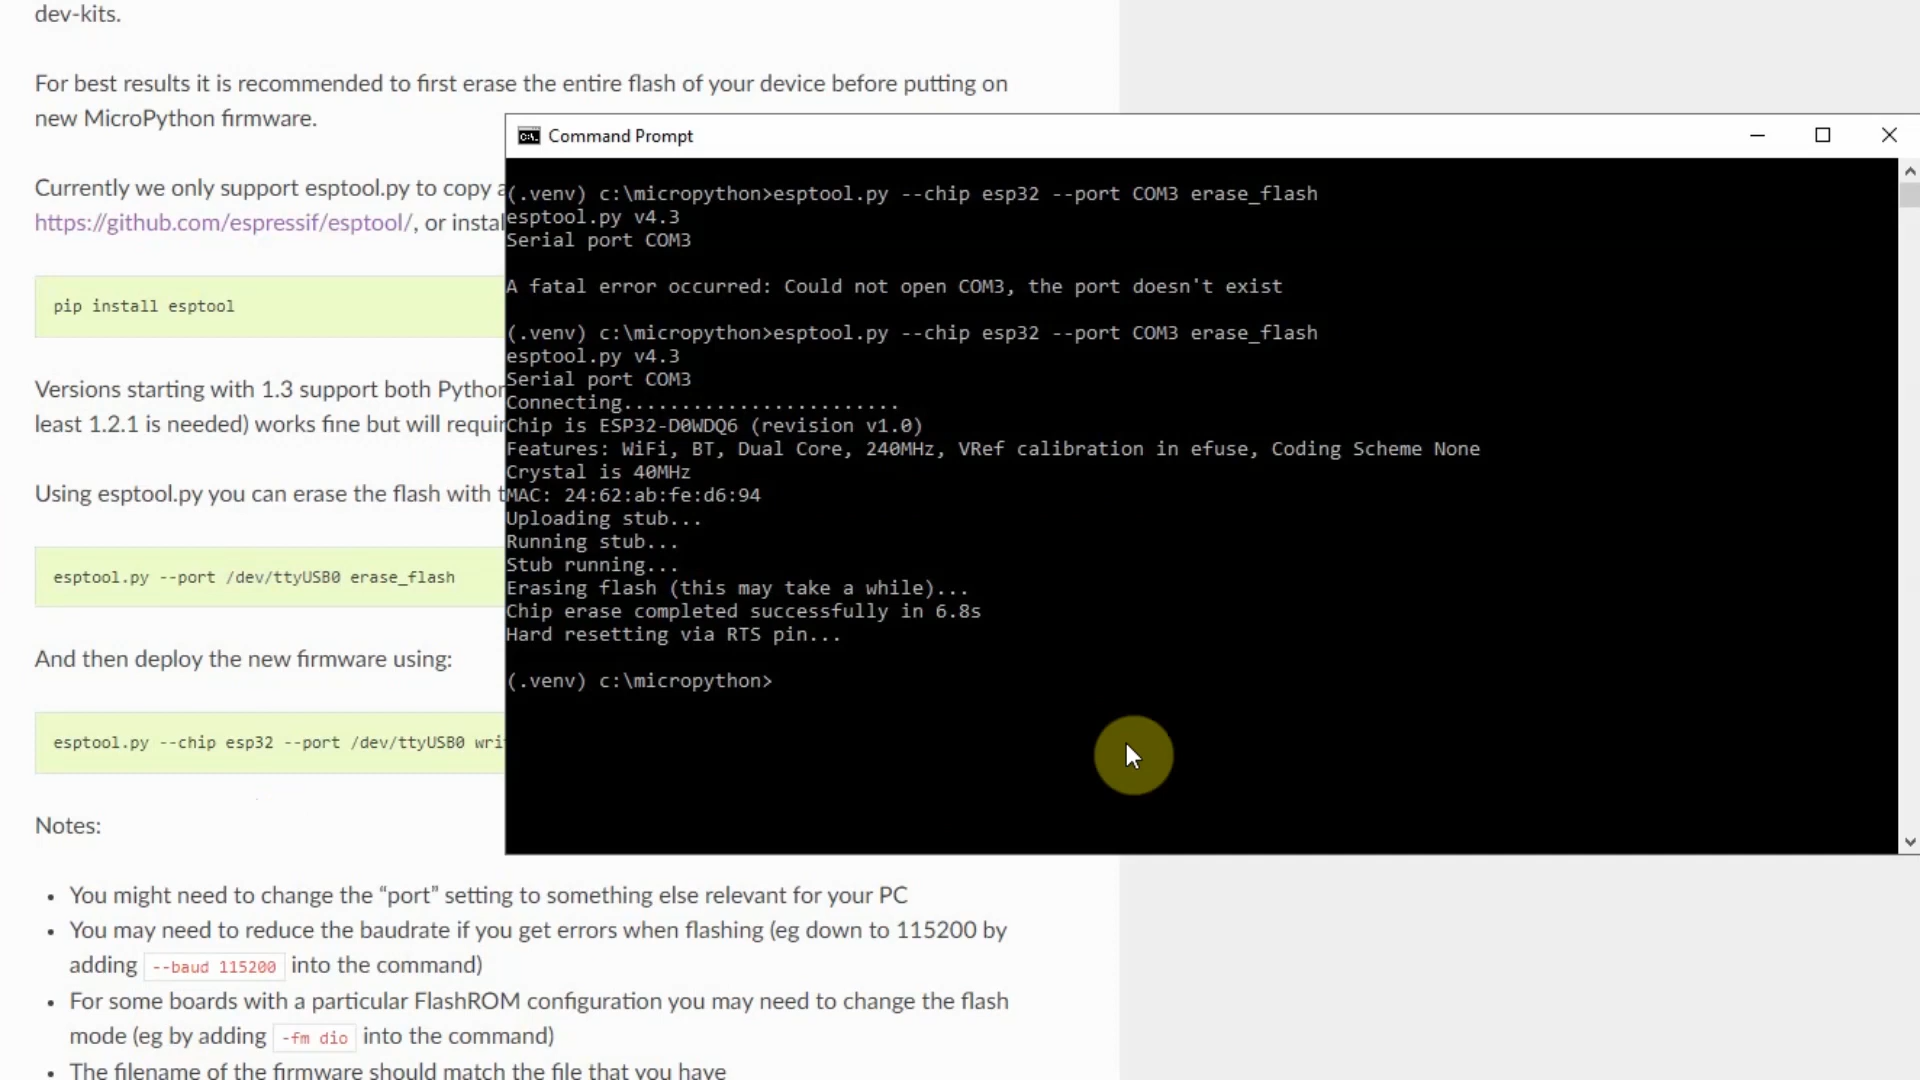 dev-kits.
For best results it is recommended to first erase the entire flash of your device before putting on
new MicroPython firmware.
Currently we only support esptool.py to copy
https://github.com/espressif/esptool/, or
pip install esptool
Versions starting with 1.3 support both Python
least 1.2.1 is needed) works fine but will
Using esptool.py you can erase the flash with
esptool.py --port /dev/ttyUSB0 erase_flash
And then deploy the new firmware using:
esptool.py --chip esp32 --port /dev/ttyUSB0
Notes:
• You might need to change the “port” setting to something else relevant for your PC
• You may need to reduce the baudrate if you get errors when flashing (eg down to 115200 by
adding --baud 115200 into the command)
• For some boards with a particular FlashROM configuration you may need to change the flash
mode (eg by adding -fm dio into the command)
• The filename of the firmware should match the file that you have
Command Prompt
(.venv) c:\micropython>esptool.py --chip esp32 --port COM3 erase_flash
esptool.py v4.3
Serial port COM3
A fatal error occurred: Could not open COM3, the port doesn't exist
(.venv) c:\micropython>esptool.py --chip esp32 --port COM3 erase_flash
esptool.py v4.3
Serial port COM3
Connecting........................
Chip is ESP32-D0WDQ6 (revision v1.0)
Features: WiFi, BT, Dual Core, 240MHz, VRef calibration in efuse, Coding Scheme None
Crystal is 40MHz
MAC: 24:62:ab:fe:d6:94
Uploading stub...
Running stub...
Stub running...
Erasing flash (this may take a while)...
Chip erase completed successfully in 6.8s
Hard resetting via RTS pin...
(.venv) c:\micropython>